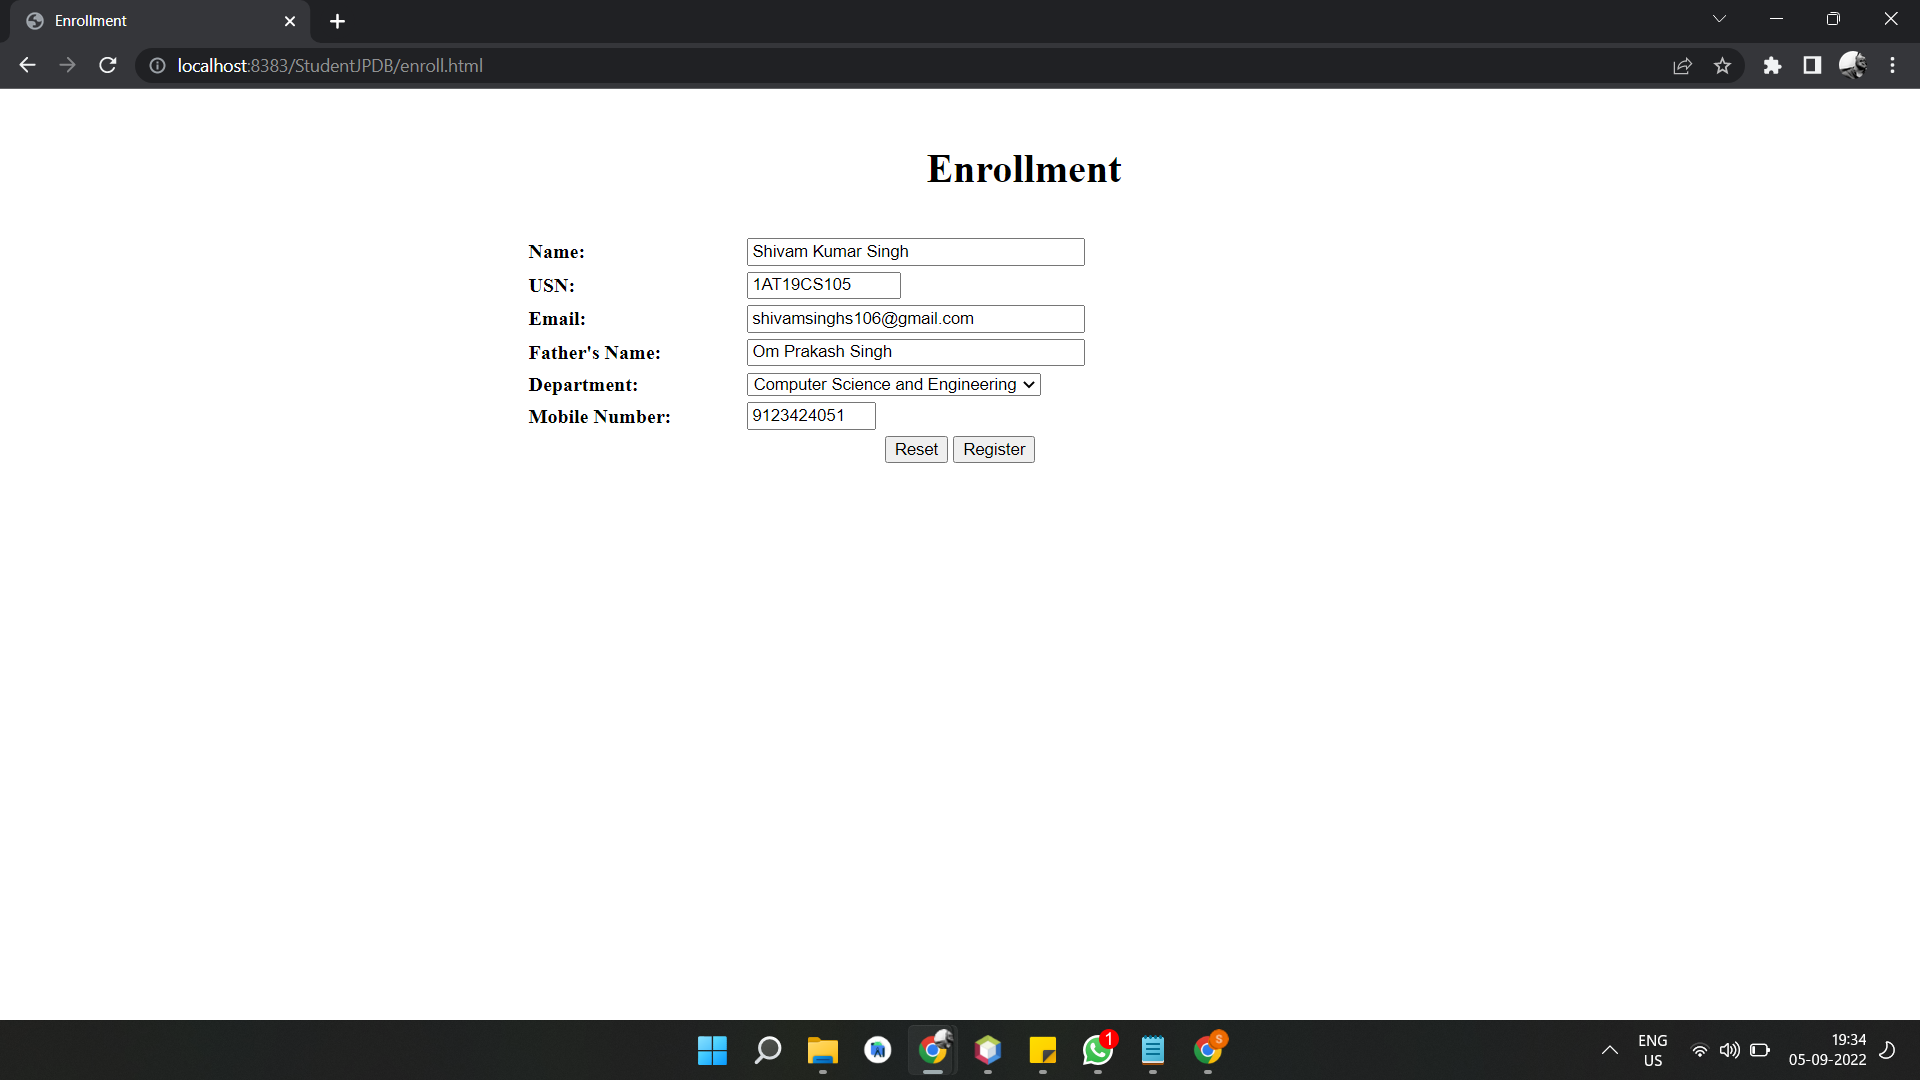 Enrollment
localhost:8383/StudentJPDB/enroll.html
Enrollment
Name: Shivam Kumar Singh
USN: 1AT19CS105
Email: shivamsinghs106@gmail.com
Father's Name: Om Prakash Singh
Department: Computer Science and Engineering
Mobile Number: 9123424051
Reset Register
1
S
ENG
US
19:34
05-09-2022